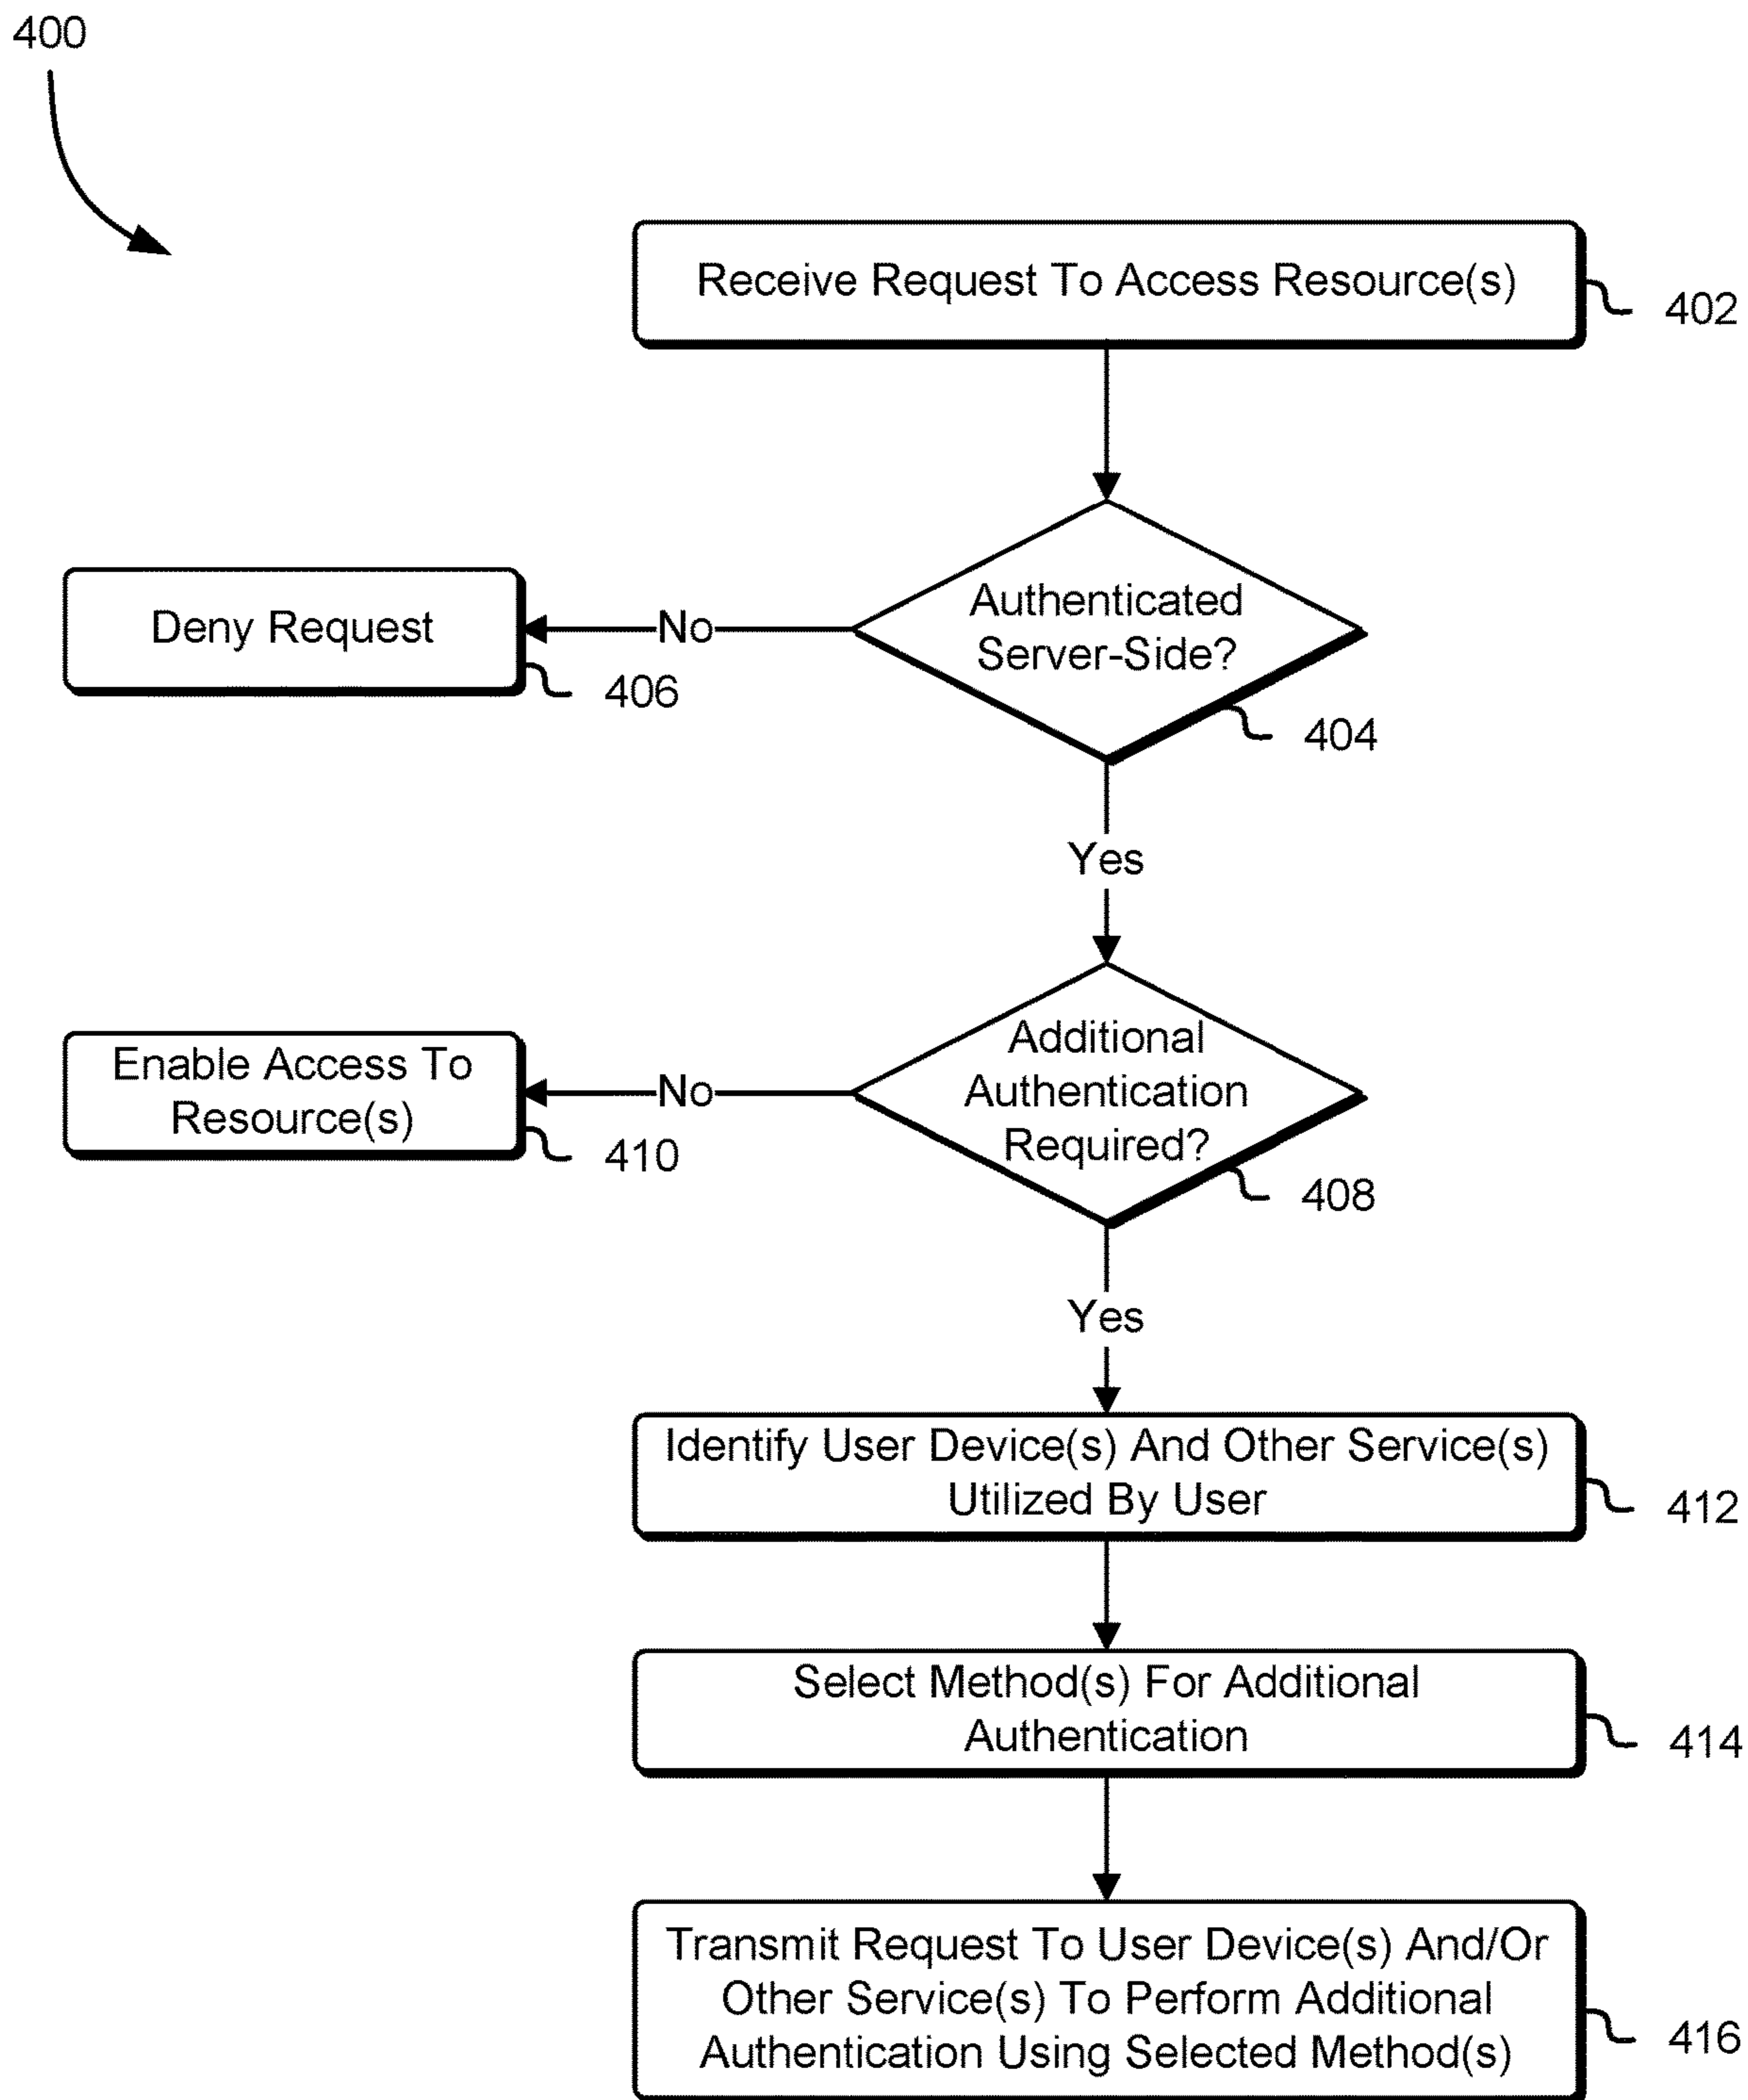 400
Receive Request To Access Resource(s)
402
Authenticated
Server-Side?
404
No
Deny Request
406
Yes
Additional
Authentication
Required?
408
No
Enable Access To
Resource(s)
410
Yes
Identify User Device(s) And Other Service(s)
Utilized By User
412
Select Method(s) For Additional
Authentication
414
Transmit Request To User Device(s) And/Or
Other Service(s) To Perform Additional
Authentication Using Selected Method(s)
416